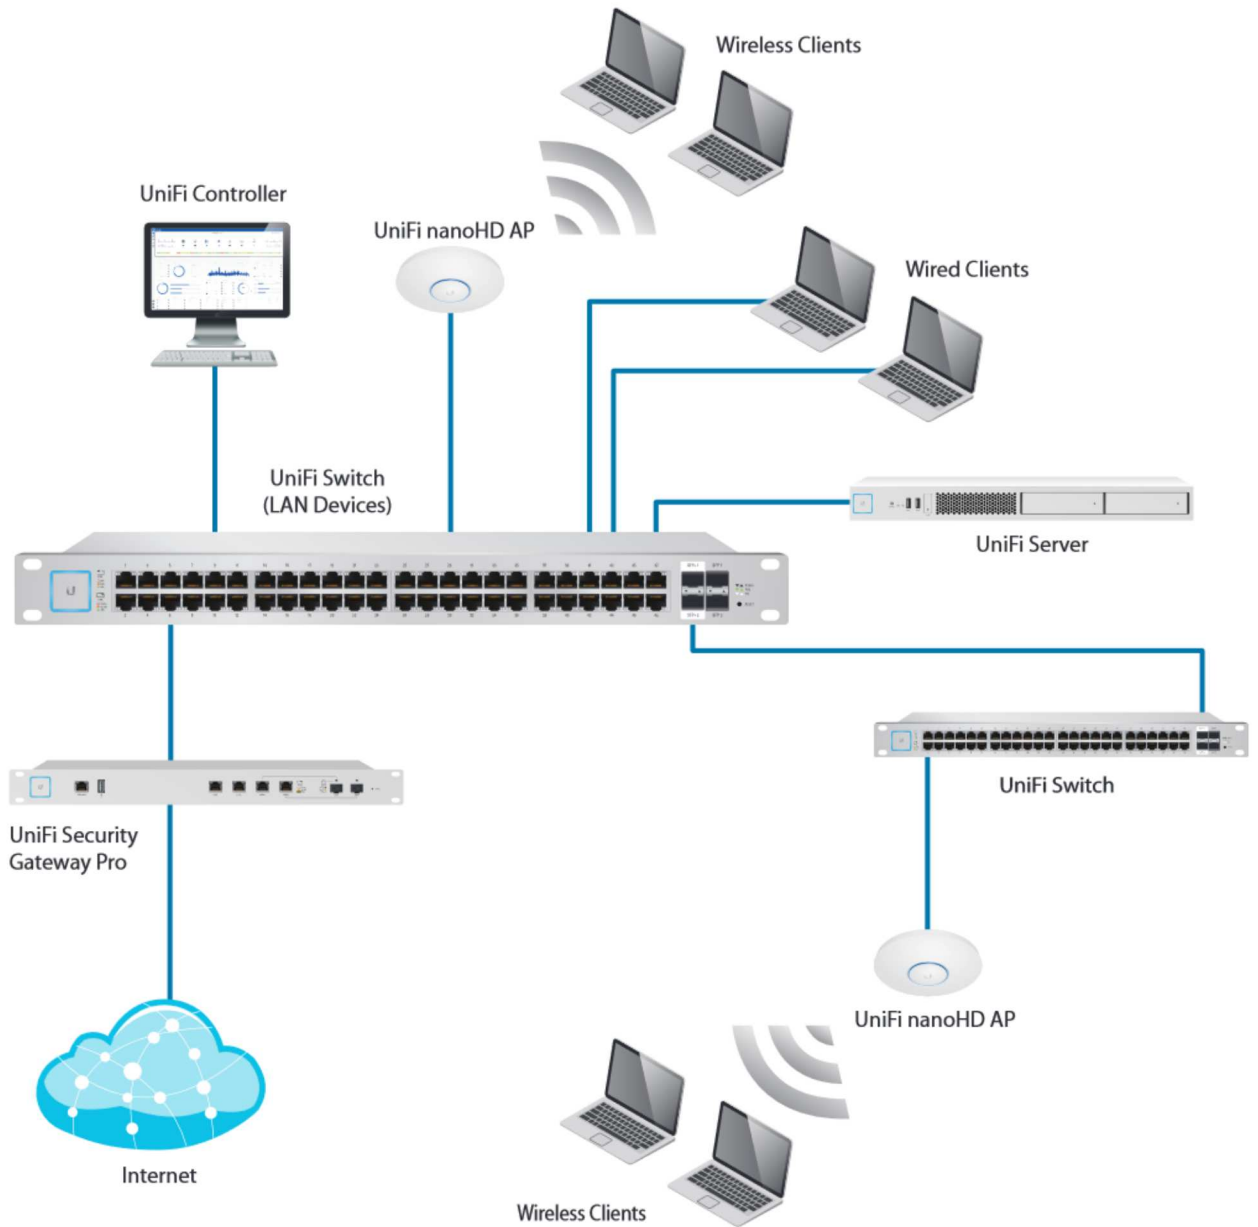 Wireless Clients
UniFi Controller
UniFi nanoHD AP
Wired Clients
UniFi Switch
(LAN Devices)
UniFi Server
UniFi Switch
UniFi Security
Gateway Pro
UniFi nanoHD AP
Internet
Wireless Clients